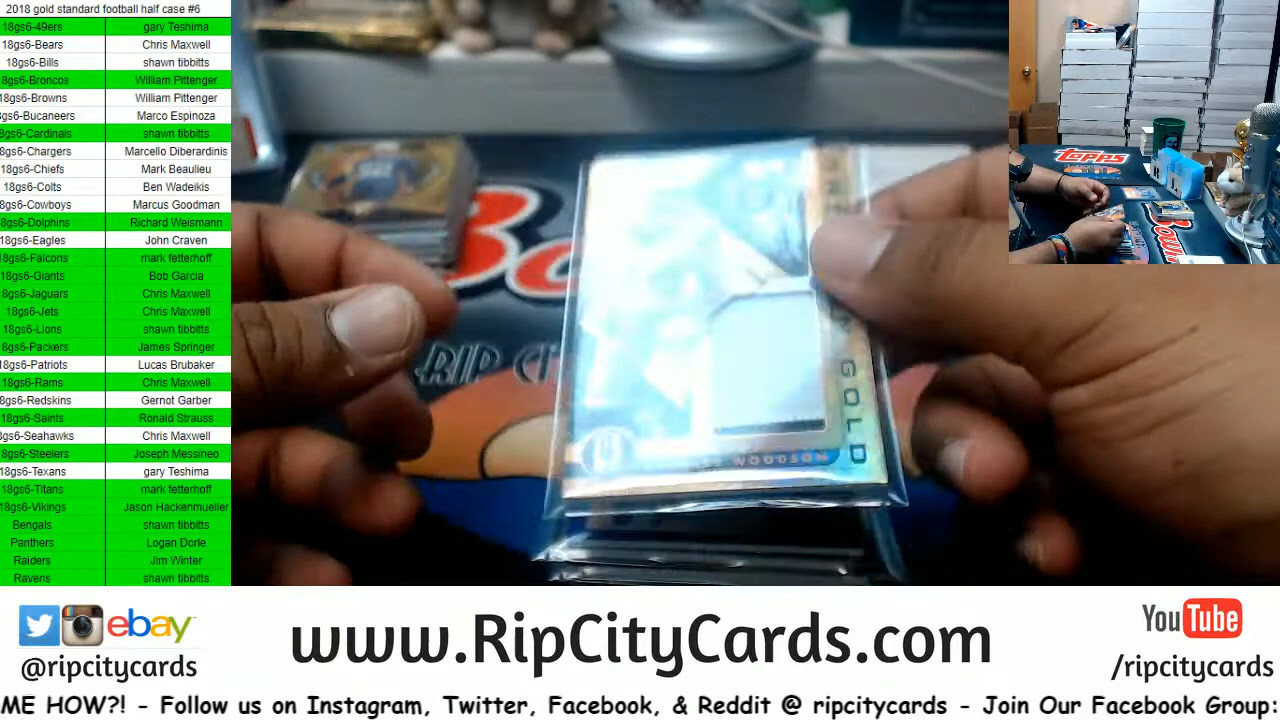 2018 gold standard football half case #6
18gs6-49ers gary Teshima
18gs6-Bears Chris Maxwell
18gs6-Bills shawn tibbitts
8gs6-Broncos William Pittenger
18gs6-Browns William Pittenger
gs6-Bucaneers Marco Espinoza
8gs6-Cardinals shawn tibbitts
8gs6-Chargers Marcello Diberardinis
18gs6-Chiefs Mark Beaulieu
18gs6-Colts Ben Wadeikis
8gs6-Cowboys Marcus Goodman
8gs6-Dolphins Richard Weismann
18gs6-Eagles John Craven
18gs6-Falcons mark fetterhoff
18gs6-Giants Bob Garcia
8gs6-Jaguars Chris Maxwell
18gs6-Jets Chris Maxwell
18gs6-Lions shawn tibbitts
8gs6-Packers James Springer
18gs6-Patriots Lucas Brubaker
18gs6-Rams Chris Maxwell
8gs6-Redskins Gernot Garber
18gs6-Saints Ronald Strauss
gs6-Seahawks Chris Maxwell
8gs6-Steelers Joseph Messineo
18gs6-Texans gary Teshima
18gs6-Titans mark fetterhoff
18gs6-Vikings Jason Hackenmueller
Bengals shawn tibbitts
Panthers Logan Dorle
Raiders Jim Winter
Ravens shawn tibbitts
Topps
RIP CI
WOODSON
GOLD
ebay
@ripcitycards
www.RipCityCards.com
YouTube
/ripcitycards
ME HOW?! - Follow us on Instagram, Twitter, Facebook, & Reddit @ ripcitycards - Join Our Facebook Group: